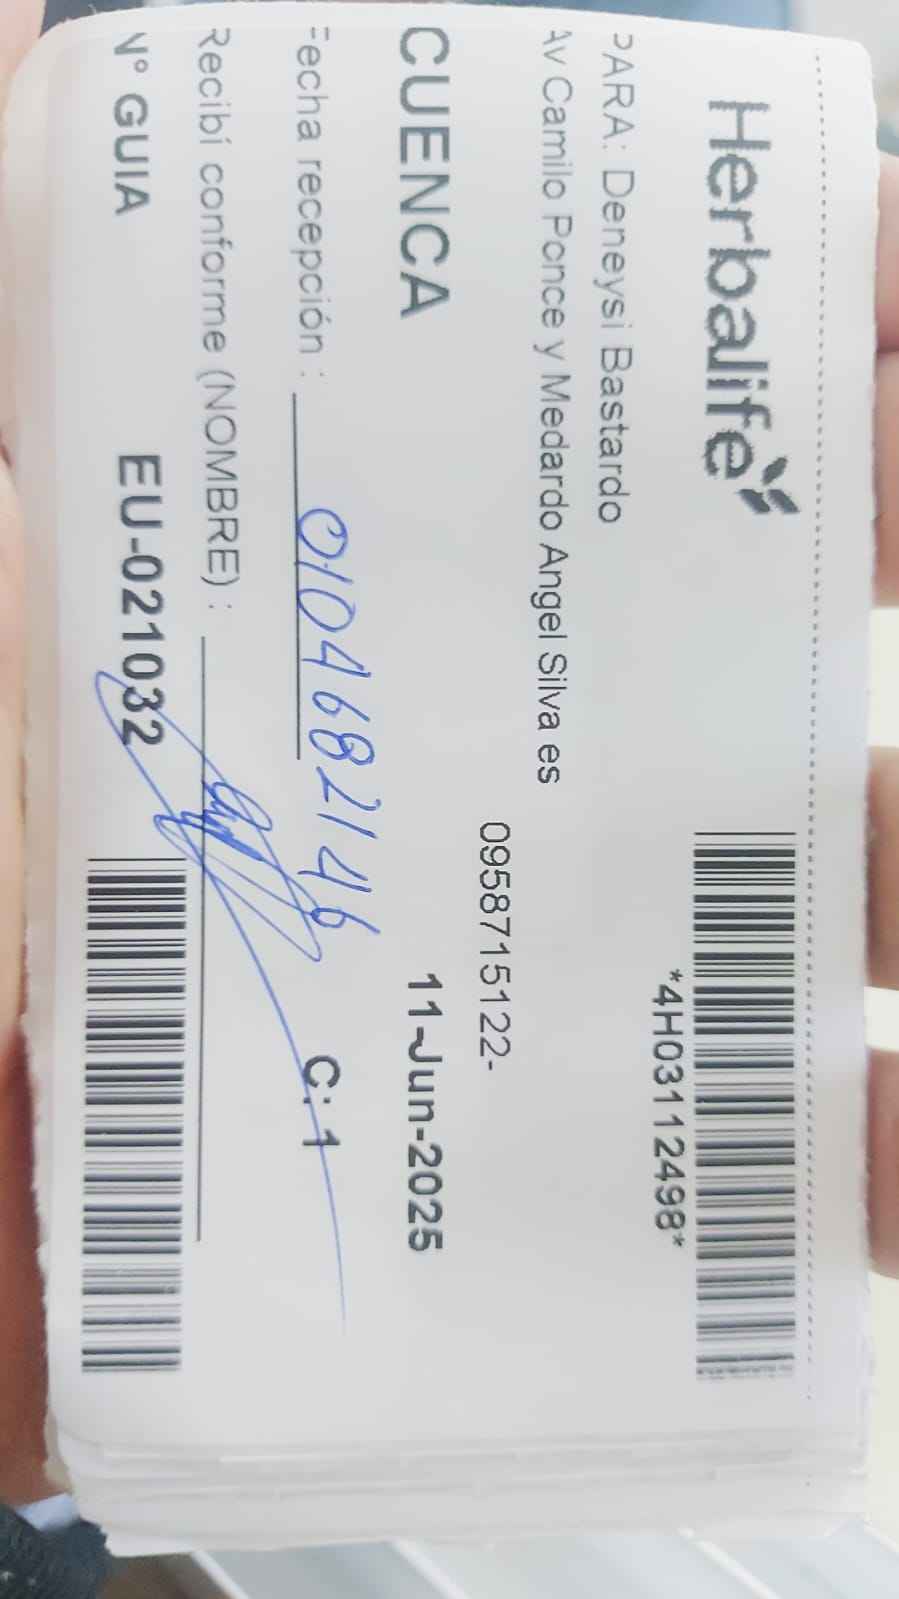 Herbalife
*4H03112498*
PARA: Deneysi Bastardo
Av Camilo Ponce y Medardo Angel Silva es
0958715122-
CUENCA 11-Jun-2025
Fecha recepción : 0104682146 C: 1
Recibí conforme (NOMBRE) :
N° GUIA EU-021032